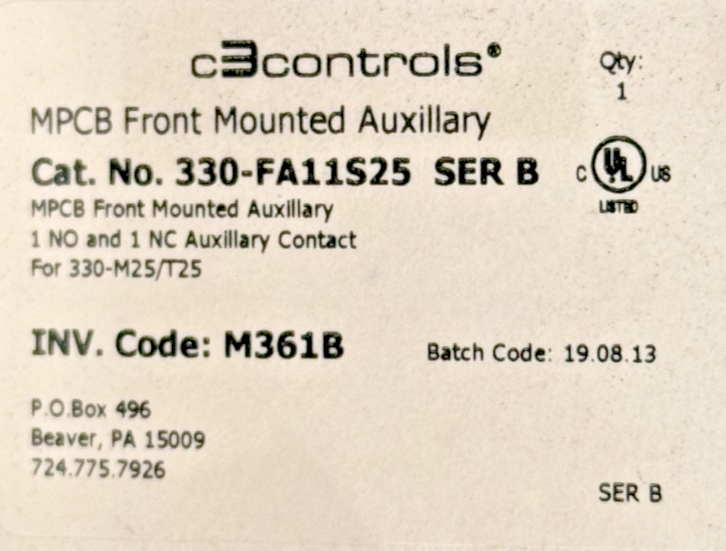 c3controls®
Qty:
1
MPCB Front Mounted Auxillary
Cat. No. 330-FA11S25 SER B
C UL US
LISTED
MPCB Front Mounted Auxillary
1 NO and 1 NC Auxillary Contact
For 330-M25/T25
INV. Code: M361B
Batch Code: 19.08.13
P.O.Box 496
Beaver, PA 15009
724.775.7926
SER B